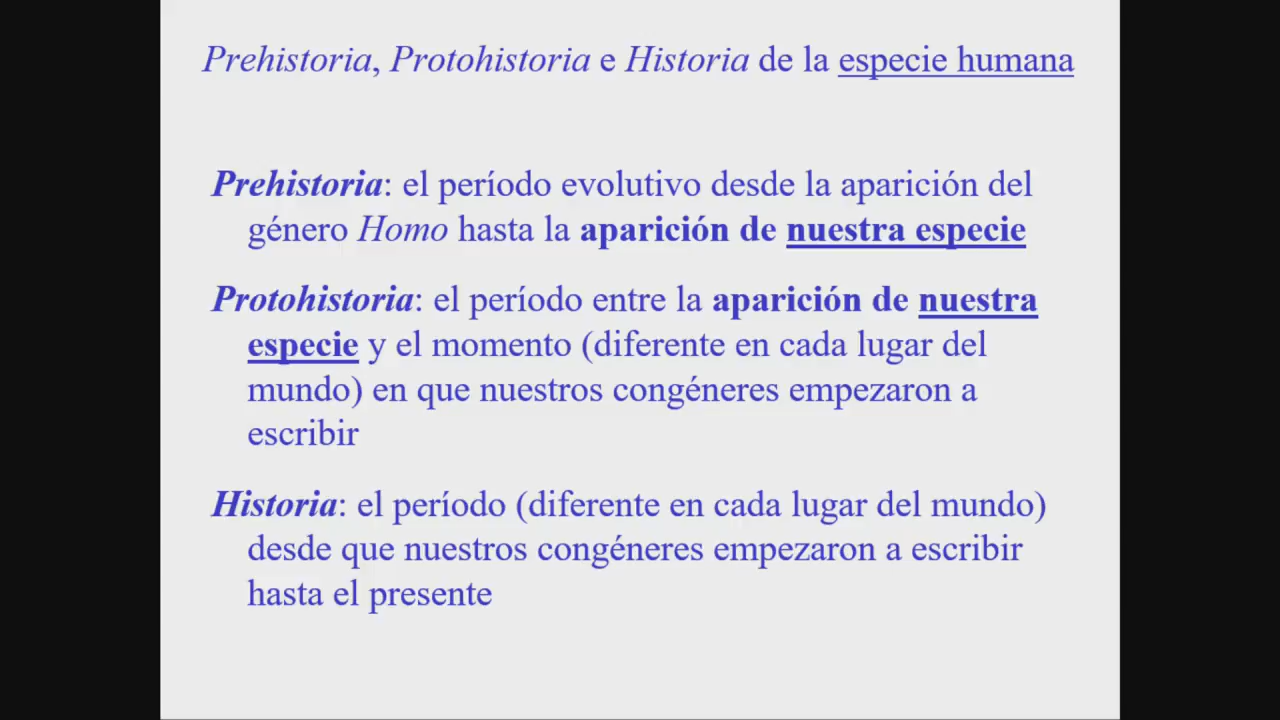 Prehistoria, Protohistoria e Historia de la especie humana
Prehistoria: el período evolutivo desde la aparición del
género Homo hasta la aparición de nuestra especie
Protohistoria: el período entre la aparición de nuestra
especie y el momento (diferente en cada lugar del
mundo) en que nuestros congéneres empezaron a
escribir
Historia: el período (diferente en cada lugar del mundo)
desde que nuestros congéneres empezaron a escribir
hasta el presente